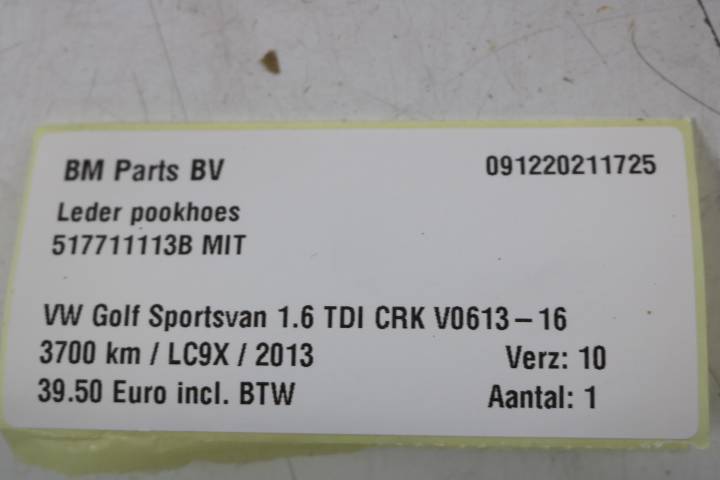 BM Parts BV 091220211725
Leder pookhoes
517711113B MIT
VW Golf Sportsvan 1.6 TDI CRK V0613-16
3700 km / LC9X / 2013 Verz: 10
39.50 Euro incl. BTW Aantal: 1